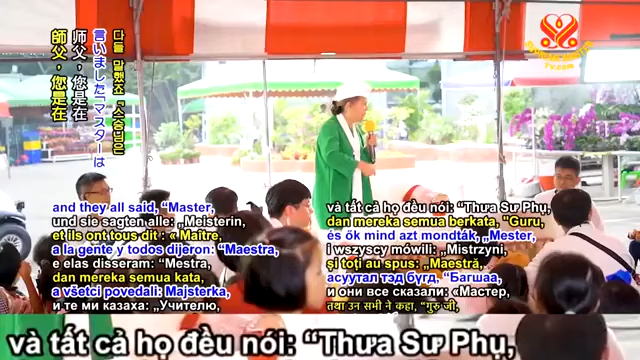 SUPREME MASTER
TV.com
師父，您是在
师父，您是在
言いました「マスターは
다들 말했죠 『스승님은
and they all said, “Master,
und sie sagten alle: „Meisterin,
et ils ont tous dit : « Maître,
a la gente y todos dijeron: “Maestra,
e elas disseram: “Mestra,
dan mereka semua kata,
a všetci povedali: Majsterka,
и те ми казаха: „Учителю,
và tất cả họ đều nói: “Thưa Sư Phụ,
dan mereka semua berkata, “Guru,
és ők mind azt mondták, „Mester,
i wszyscy mówili: „Mistrzyni,
și toți au spus: „Maestră,
асуутал тэд бүгд, “Багшаа,
и они все сказали: «Мастер,
तथा उन सभी ने कहा, “गुरु जी,
và tất cả họ đều nói: “Thưa Sư Phụ,